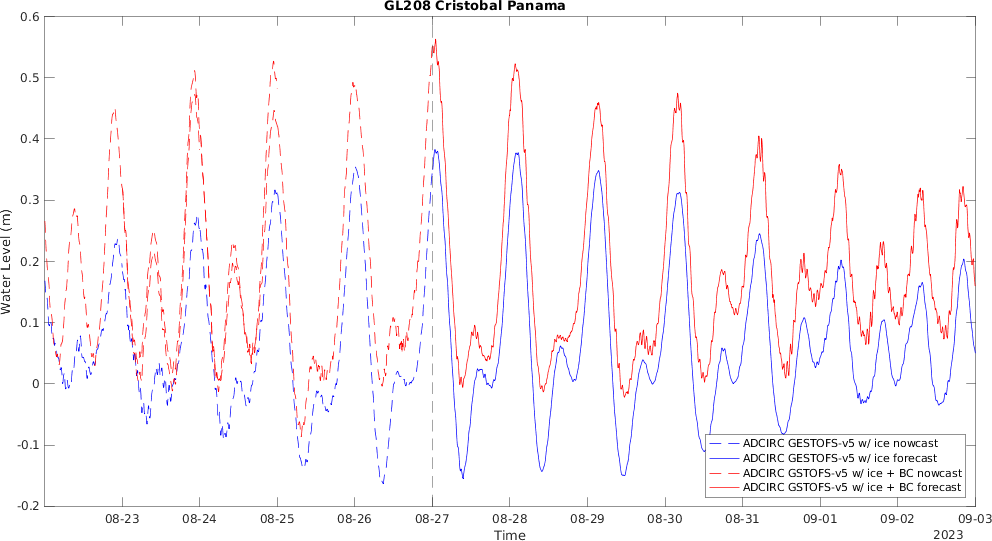 GL208 Cristobal Panama
Water Level (m)
0.6
0.5
0.4
0.3
0.2
0.1
0
-0.1
-0.2
ADCIRC GESTOFS-v5 w/ ice nowcast
ADCIRC GESTOFS-v5 w/ ice forecast
ADCIRC GSTOFS-v5 w/ ice + BC nowcast
ADCIRC GSTOFS-v5 w/ ice + BC forecast
08-23 08-24 08-25 08-26 08-27 08-28 08-29 08-30 08-31 09-01 09-02 09-03
Time
2023